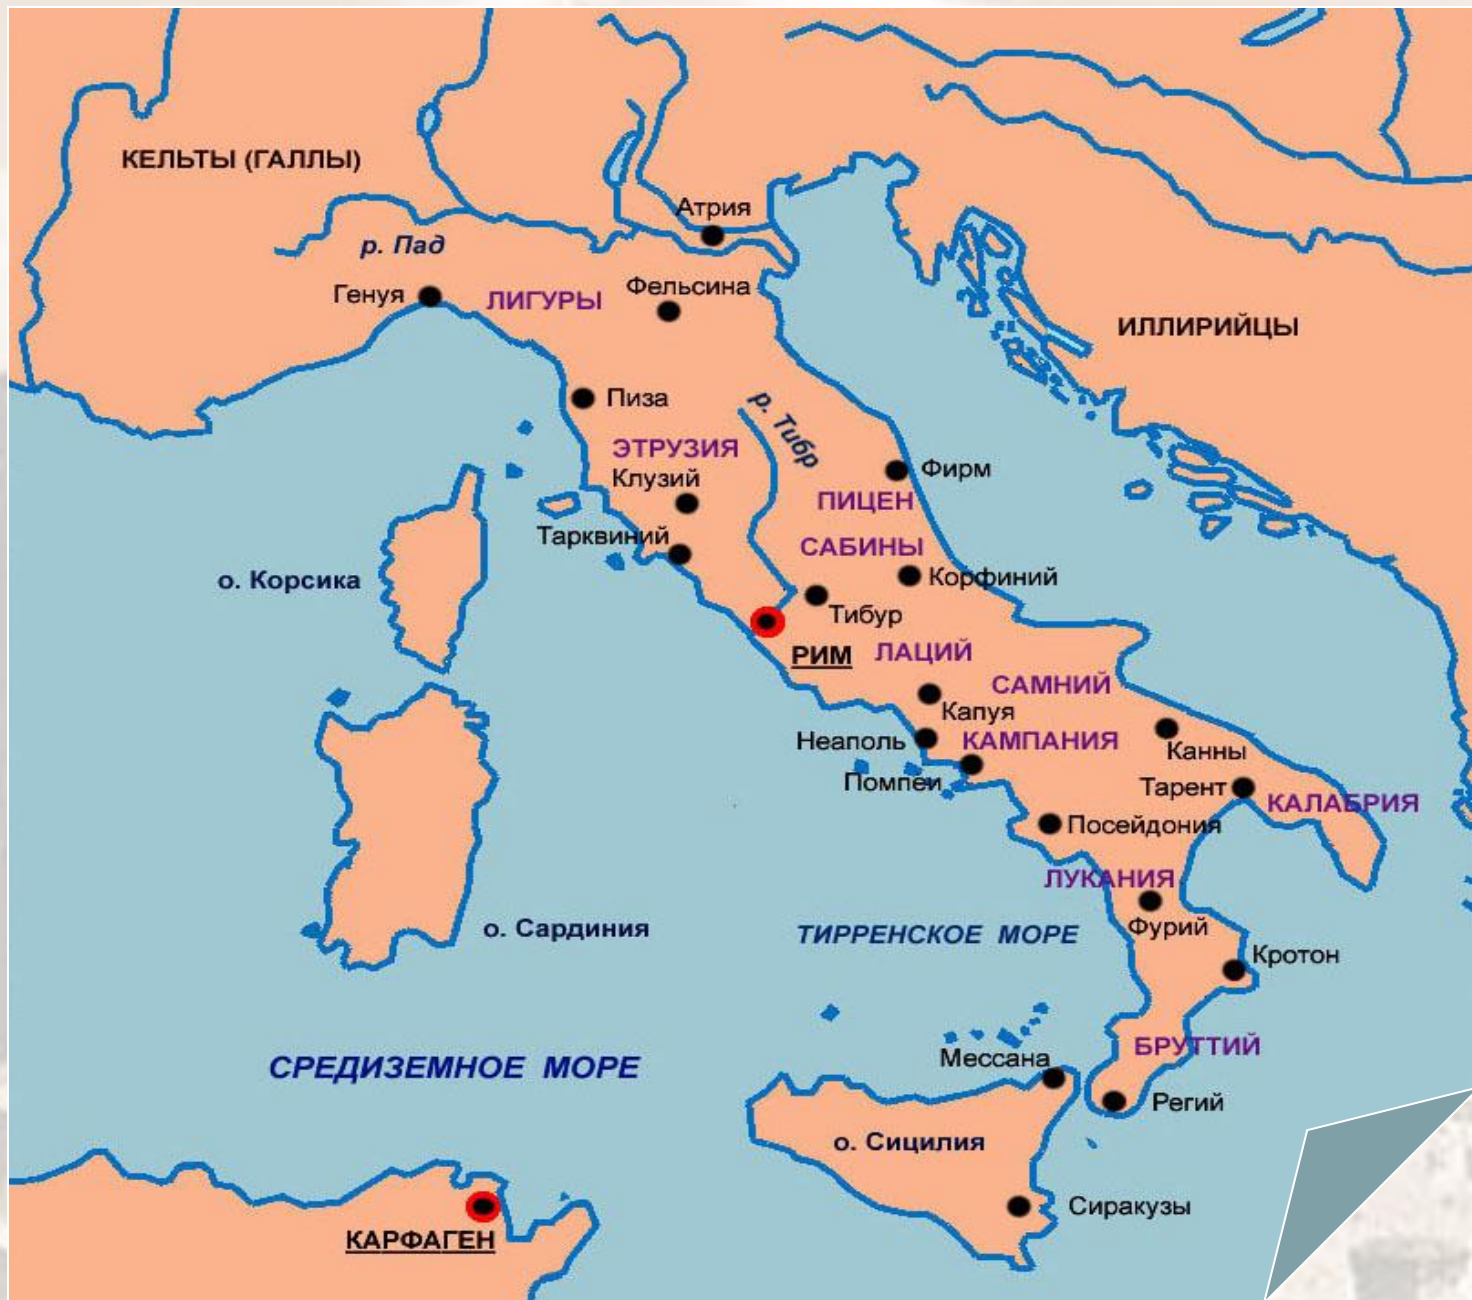 КЕЛЬТЫ (ГАЛЛЫ)
Атрия
р. Пад
Генуя
ЛИГУРЫ
Фельсина
ИЛЛИРИЙЦЫ
Пиза
р. Тибр
ЭТРУЗИЯ
Клузий
Фирм
ПИЦЕН
Тарквиний
САБИНЫ
о. Корсика
Корфиний
Тибур
РИМ
ЛАЦИЙ
САМНИЙ
Капуя
Неаполь
КАМПАНИЯ
Канны
Помпеи
Тарент
КАЛАБРИЯ
Посейдония
ЛУКАНИЯ
Фурий
о. Сардиния
ТИРРЕНСКОЕ МОРЕ
Кротон
БРУТТИЙ
Мессана
СРЕДИЗЕМНОЕ МОРЕ
Регий
о. Сицилия
Сиракузы
КАРФАГЕН